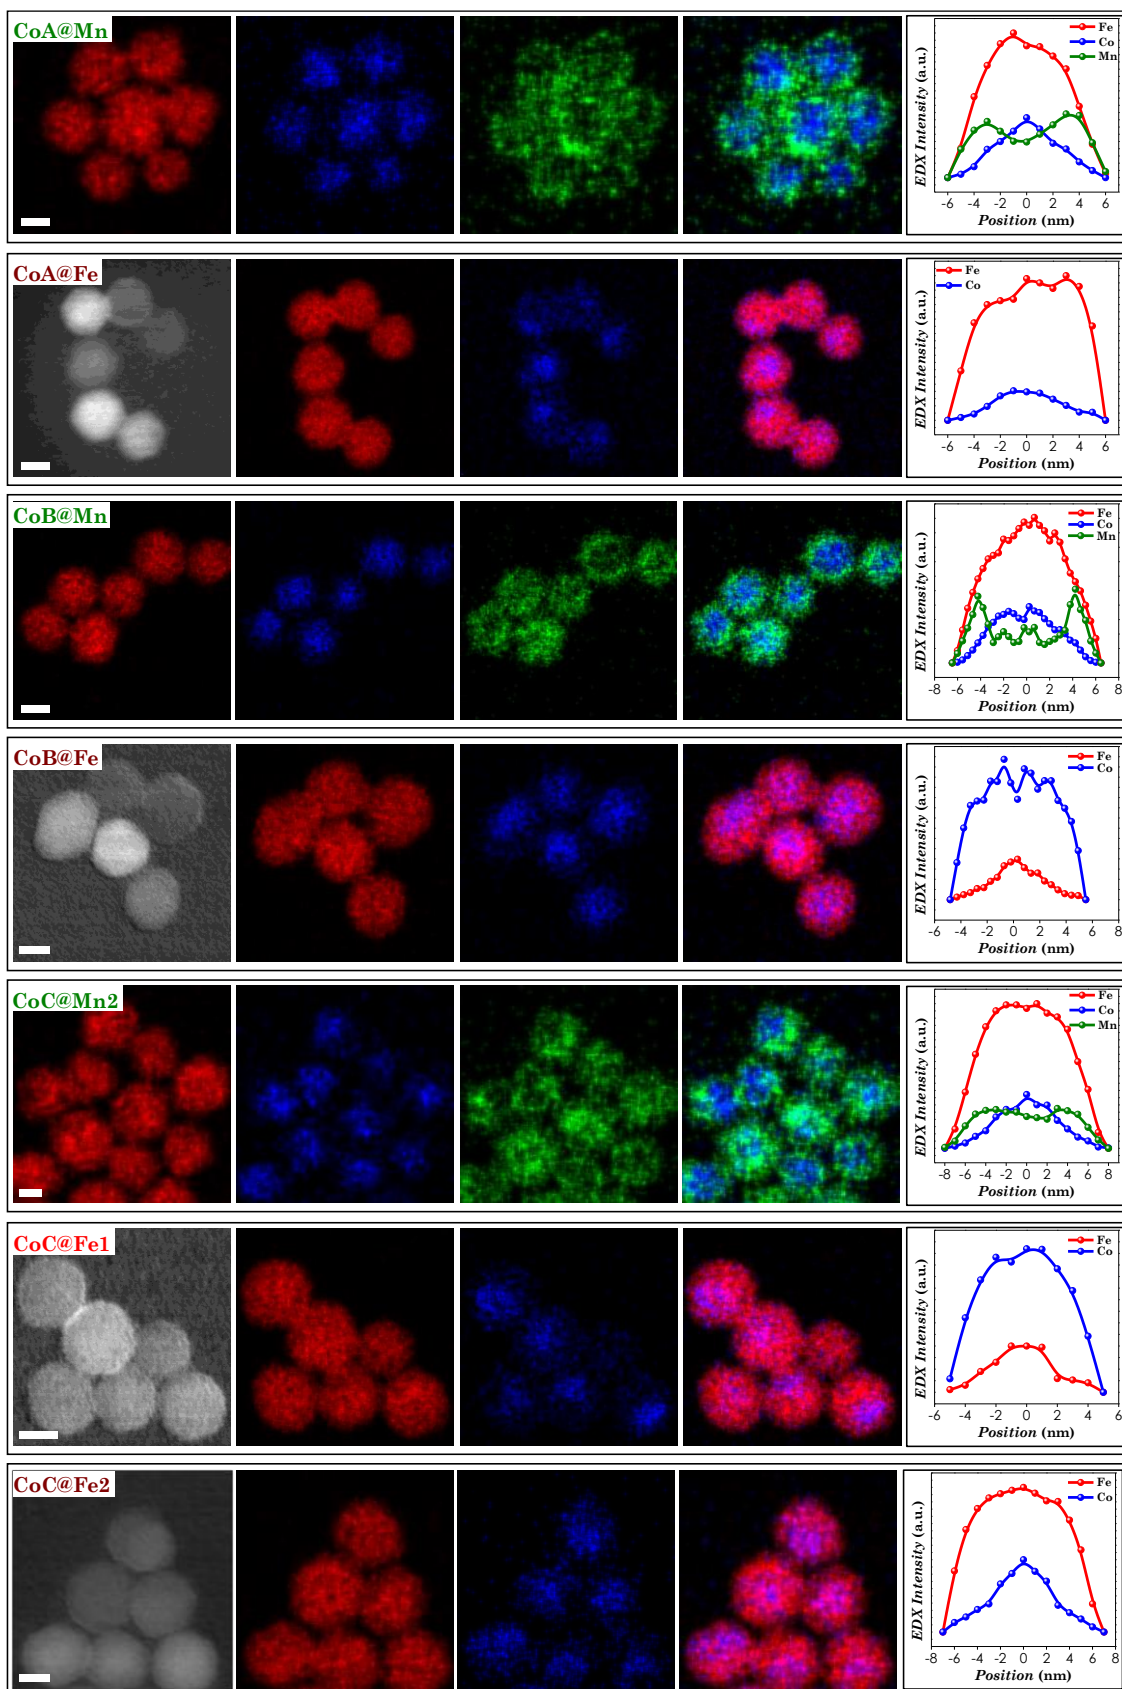 CoA@Mn
Fe
Co
Mn
EDX Intensity (a.u.)
-6 -4 -2 0 2 4 6
Position (nm)
CoA@Fe
Fe
Co
EDX Intensity (a.u.)
-6 -4 -2 0 2 4 6
Position (nm)
CoB@Mn
Fe
Co
Mn
EDX Intensity (a.u.)
-8 -6 -4 -2 0 2 4 6 8
Position (nm)
CoB@Fe
Fe
Co
EDX Intensity (a.u.)
-6 -4 -2 0 2 4 6 8
Position (nm)
CoC@Mn2
Fe
Co
Mn
EDX Intensity (a.u.)
-8 -6 -4 -2 0 2 4 6 8
Position (nm)
CoC@Fe1
Fe
Co
EDX Intensity (a.u.)
-6 -4 -2 0 2 4 6
Position (nm)
CoC@Fe2
Fe
Co
EDX Intensity (a.u.)
-8 -6 -4 -2 0 2 4 6 8
Position (nm)